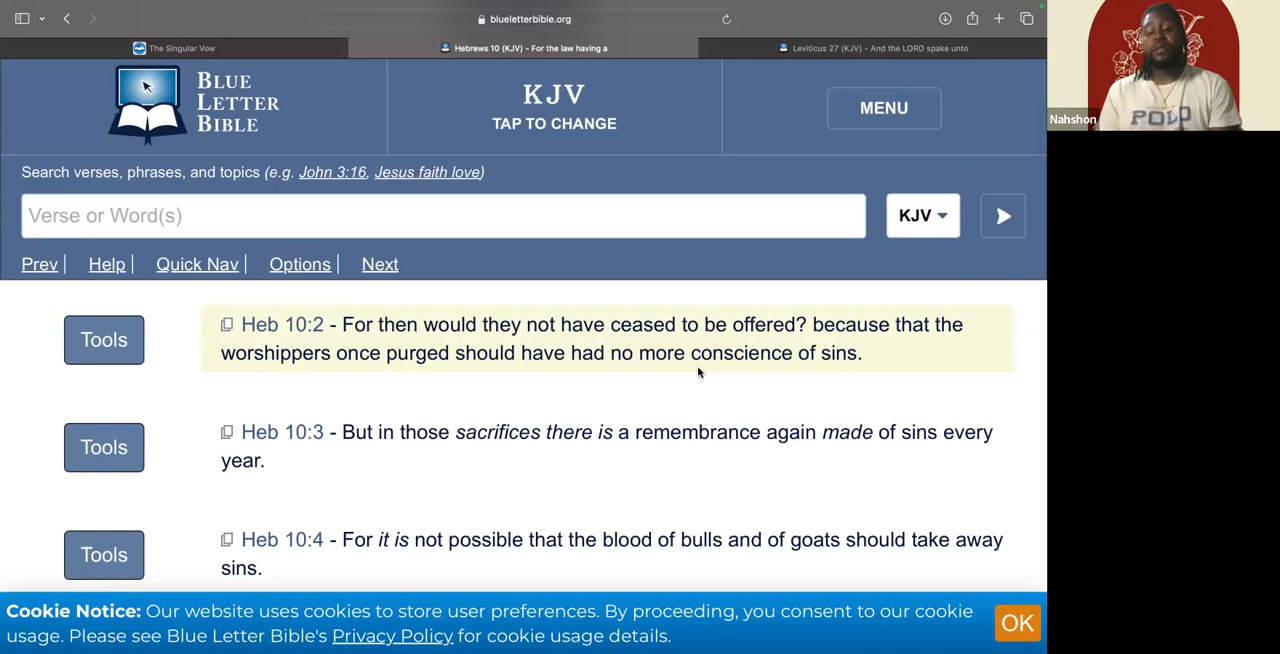 blueletterbible.org
The Singular Vow
Hebrews 10 (KJV) - For the law having a
Leviticus 27 (KJV) - And the LORD spake unto
BLUE
LETTER
BIBLE
KJV
TAP TO CHANGE
MENU
POLO
Nahshon
Search verses, phrases, and topics (e.g. John 3:16, Jesus faith love)
Verse or Word(s)
KJV
Prev | Help | Quick Nav | Options | Next
Tools
Heb 10:2 - For then would they not have ceased to be offered? because that the
worshippers once purged should have had no more conscience of sins.
Tools
Heb 10:3 - But in those sacrifices there is a remembrance again made of sins every
year.
Tools
Heb 10:4 - For it is not possible that the blood of bulls and of goats should take away
sins.
Cookie Notice: Our website uses cookies to store user preferences. By proceeding, you consent to our cookie
usage. Please see Blue Letter Bible's Privacy Policy for cookie usage details.
OK